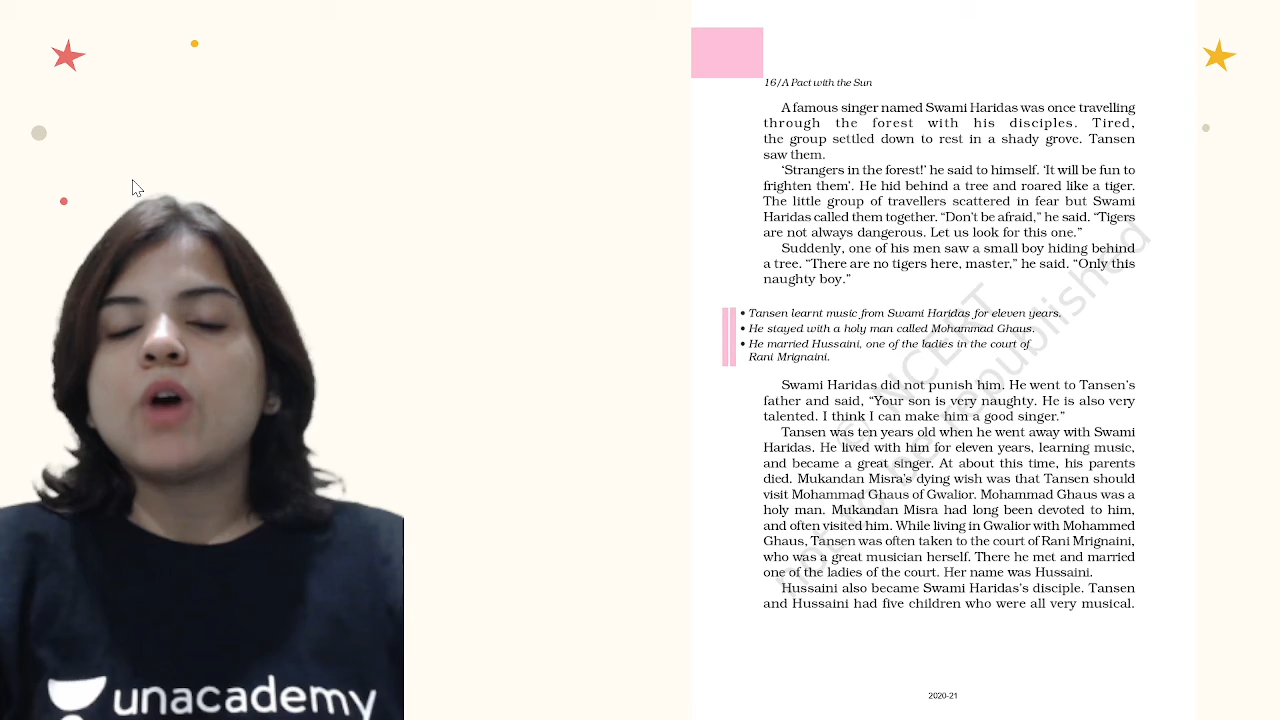 16/A Pact with the Sun
A famous singer named Swami Haridas was once travelling
through the forest with his disciples. Tired,
the group settled down to rest in a shady grove. Tansen
saw them.
‘Strangers in the forest!’ he said to himself. ‘It will be fun to
frighten them’. He hid behind a tree and roared like a tiger.
The little group of travellers scattered in fear but Swami
Haridas called them together. “Don’t be afraid,” he said. “Tigers
are not always dangerous. Let us look for this one.”
Suddenly, one of his men saw a small boy hiding behind
a tree. “There are no tigers here, master,” he said. “Only this
naughty boy.”
• Tansen learnt music from Swami Haridas for eleven years.
• He stayed with a holy man called Mohammad Ghaus.
• He married Hussaini, one of the ladies in the court of
Rani Mrignaini.
Swami Haridas did not punish him. He went to Tansen’s
father and said, “Your son is very naughty. He is also very
talented. I think I can make him a good singer.”
Tansen was ten years old when he went away with Swami
Haridas. He lived with him for eleven years, learning music,
and became a great singer. At about this time, his parents
died. Mukandan Misra’s dying wish was that Tansen should
visit Mohammad Ghaus of Gwalior. Mohammad Ghaus was a
holy man. Mukandan Misra had long been devoted to him,
and often visited him. While living in Gwalior with Mohammed
Ghaus, Tansen was often taken to the court of Rani Mrignaini,
who was a great musician herself. There he met and married
one of the ladies of the court. Her name was Hussaini.
Hussaini also became Swami Haridas’s disciple. Tansen
and Hussaini had five children who were all very musical.
2020-21
© NCERT
not to be republished
unacademy